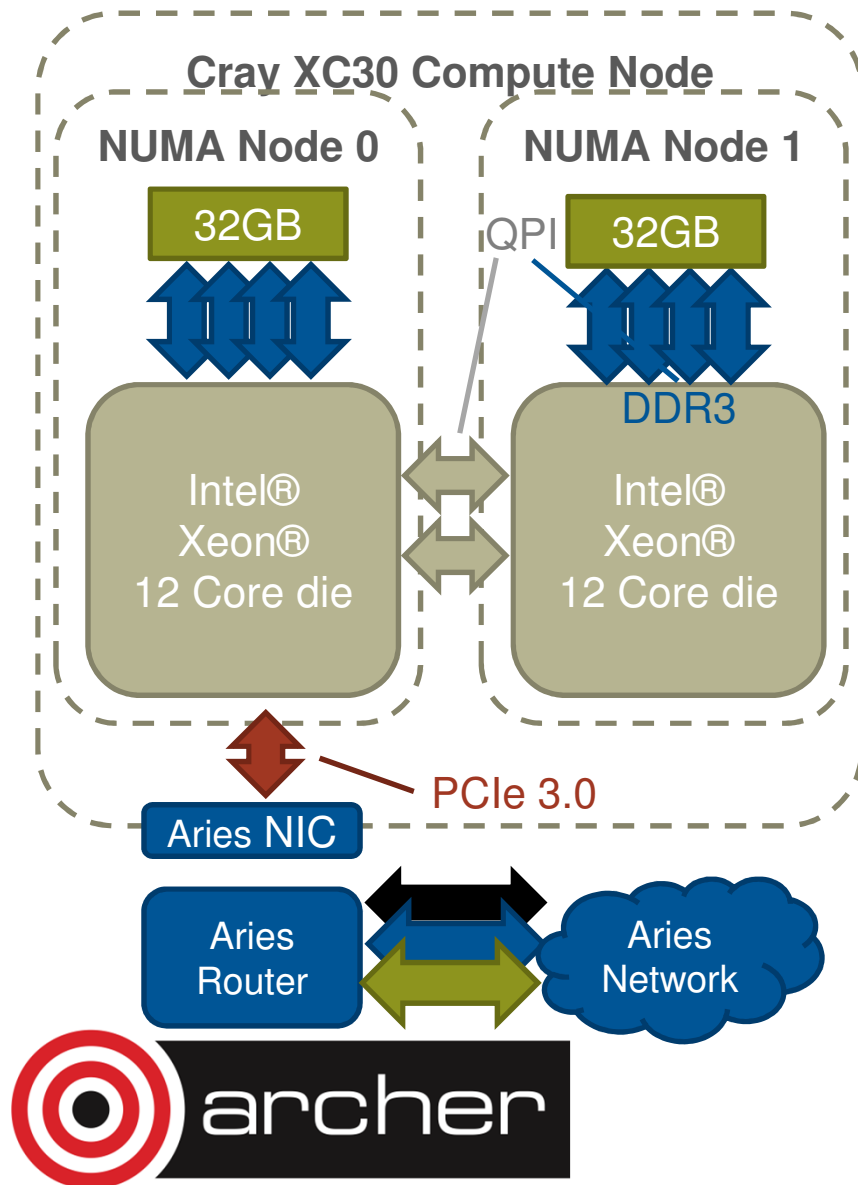 Cray XC30 Compute Node
NUMA Node 0
NUMA Node 1
32GB
QPI
32GB
DDR3
Intel®
Xeon®
12 Core die
Intel®
Xeon®
12 Core die
PCIe 3.0
Aries NIC
Aries
Router
Aries
Network
archer